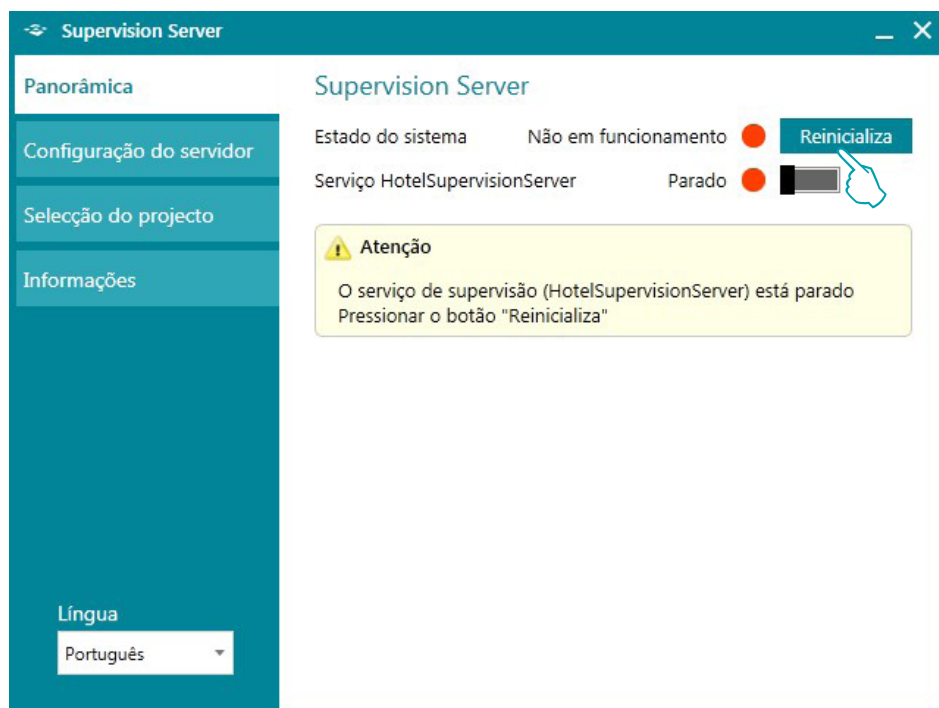 Supervision Server
Panorâmica
Configuração do servidor
Selecção do projecto
Informações
Língua
Português
Supervision Server
Estado do sistema Não em funcionamento Reinicializa
Serviço HotelSupervisionServer Parado
Atenção
O serviço de supervisão (HotelSupervisionServer) está parado
Pressionar o botão "Reinicializa"